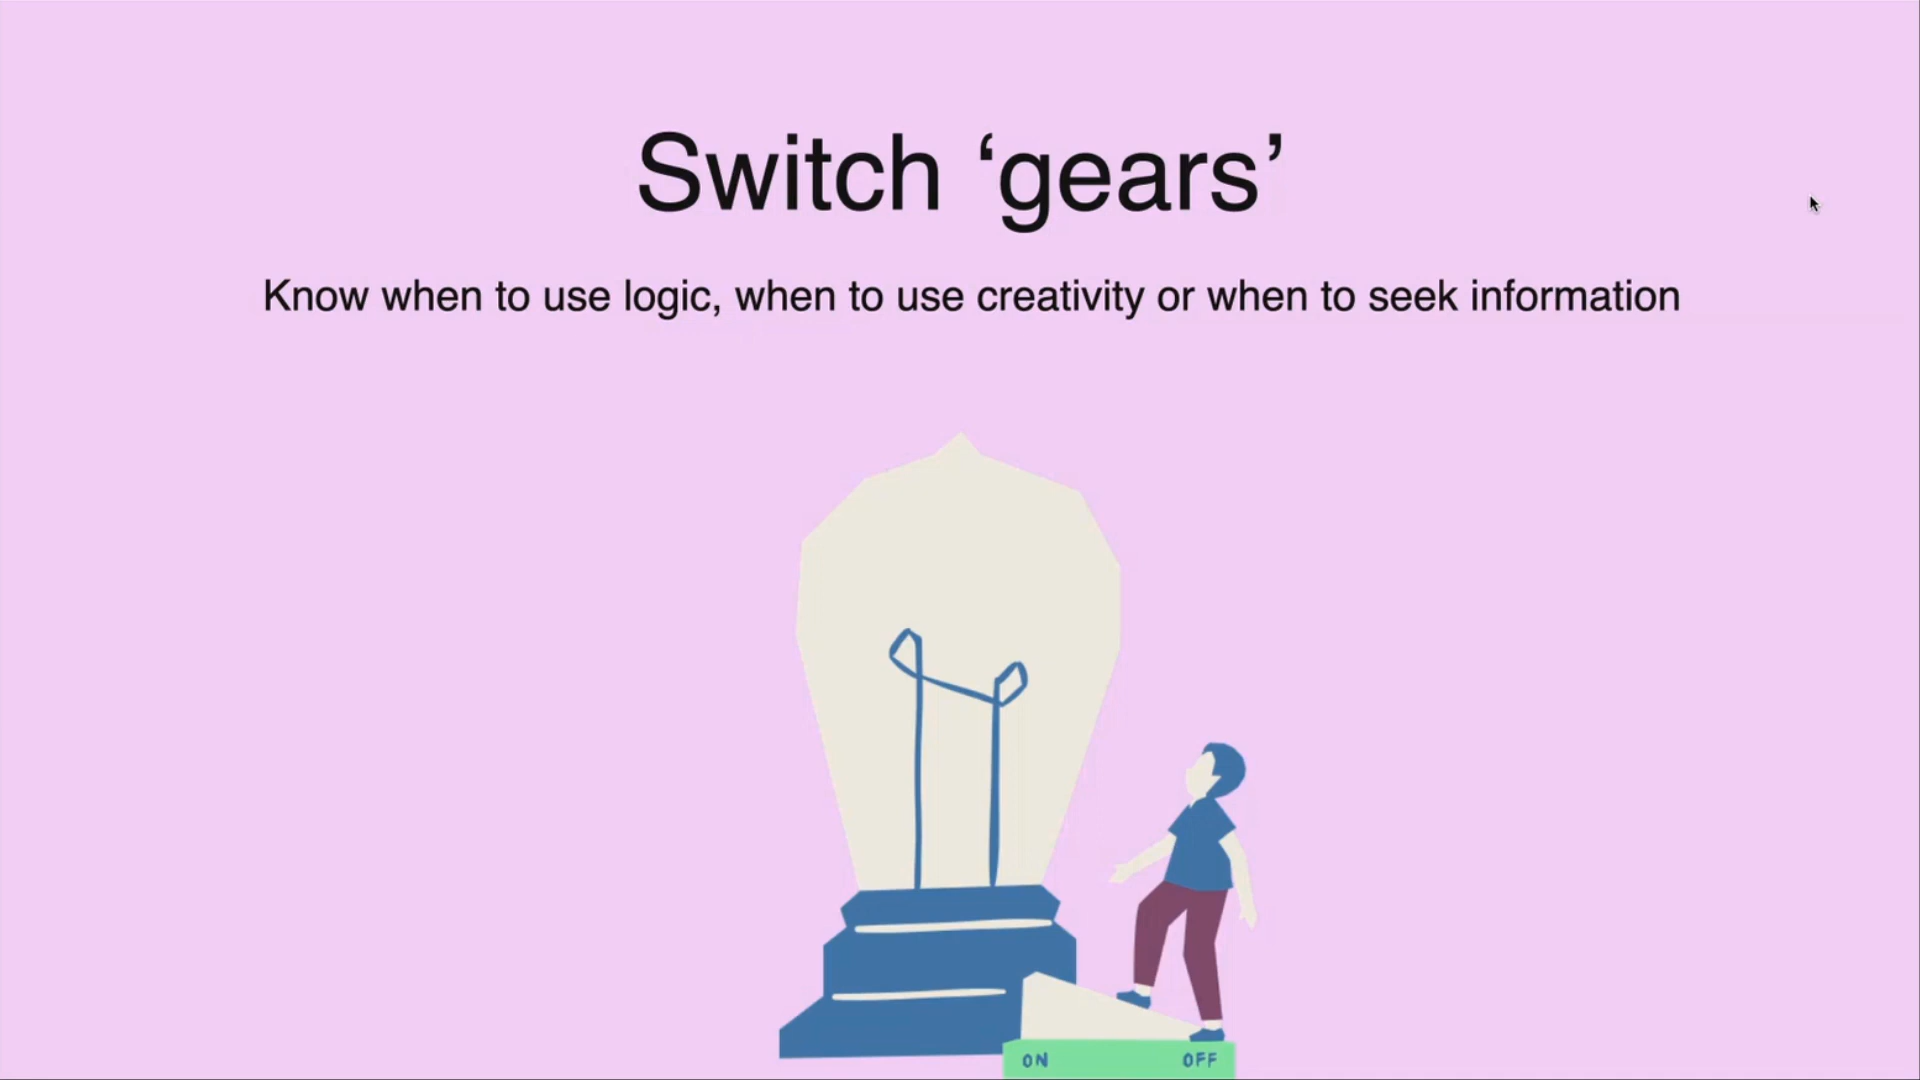 Switch ‘gears’
Know when to use logic, when to use creativity or when to seek information
ON OFF